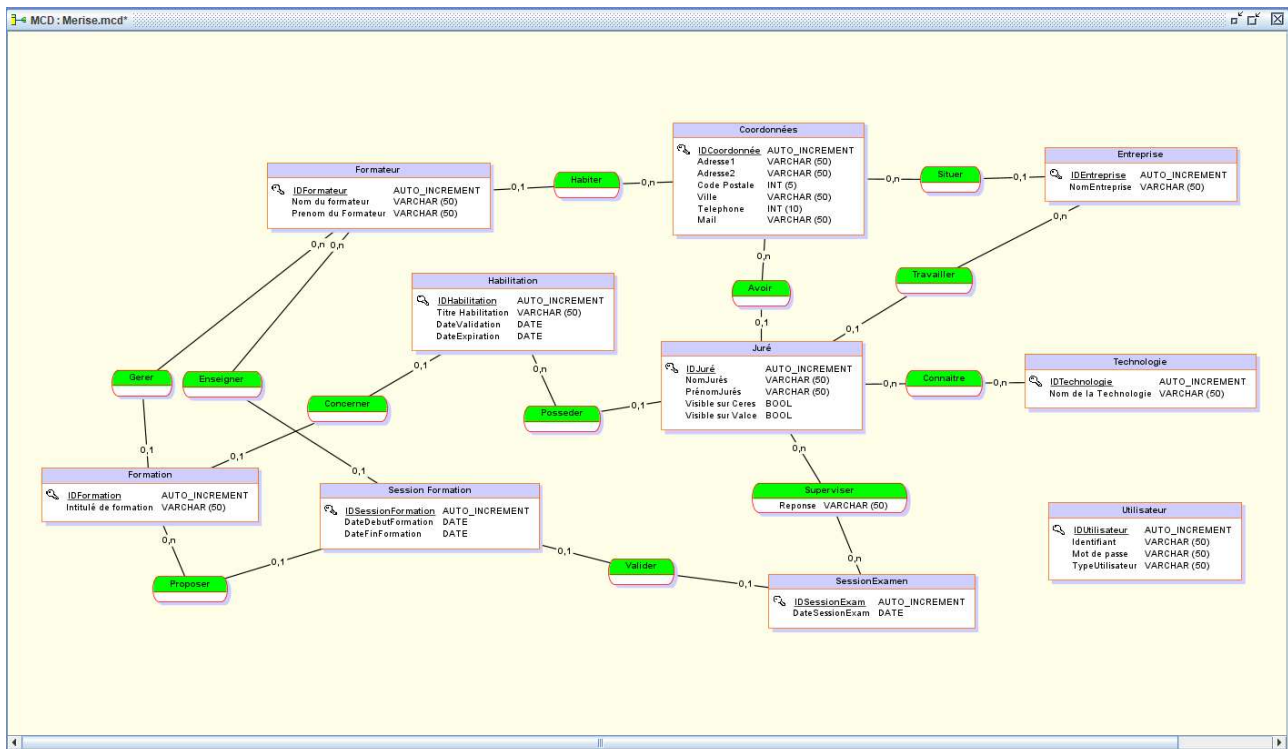 MCD : Merise.mcd*
Coordonnées
IDCoordonnée AUTO_INCREMENT
Adresse1 VARCHAR (50)
Adresse2 VARCHAR (50)
Code Postale INT (5)
Ville VARCHAR (50)
Telephone INT (10)
Mail VARCHAR (50)
Entreprise
IDEntreprise AUTO_INCREMENT
NomEntreprise VARCHAR (50)
Formateur
IDFormateur AUTO_INCREMENT
Nom du formateur VARCHAR (50)
Prenom du Formateur VARCHAR (50)
0,1
Habiter
0,n
0,n
Situer
0,1
0,n
0,n
0,n
0,n
Habilitation
IDHabilitation AUTO_INCREMENT
Titre Habilitation VARCHAR (50)
DateValidation DATE
DateExpiration DATE
Avoir
Travailler
0,1
0,1
Juré
IDJuré AUTO_INCREMENT
NomJurés VARCHAR (50)
PrénomJurés VARCHAR (50)
Visible sur Ceres BOOL
Visible sur Valce BOOL
Technologie
IDTechnologie AUTO_INCREMENT
Nom de la Technologie VARCHAR (50)
0,n
Connaitre
0,n
Gerer
Enseigner
0,1
0,n
Concerner
Posseder
0,1
0,1
0,1
0,1
0,n
Formation
IDFormation AUTO_INCREMENT
Intitulé de formation VARCHAR (50)
Session Formation
IDSessionFormation AUTO_INCREMENT
DateDebutFormation DATE
DateFinFormation DATE
Superviser
Reponse VARCHAR (50)
Utilisateur
IDUtilisateur AUTO_INCREMENT
Identifiant VARCHAR (50)
Mot de passe VARCHAR (50)
TypeUtilisateur VARCHAR (50)
0,n
Proposer
0,1
0,1
Valider
0,1
0,n
SessionExamen
IDSessionExam AUTO_INCREMENT
DateSessionExam DATE